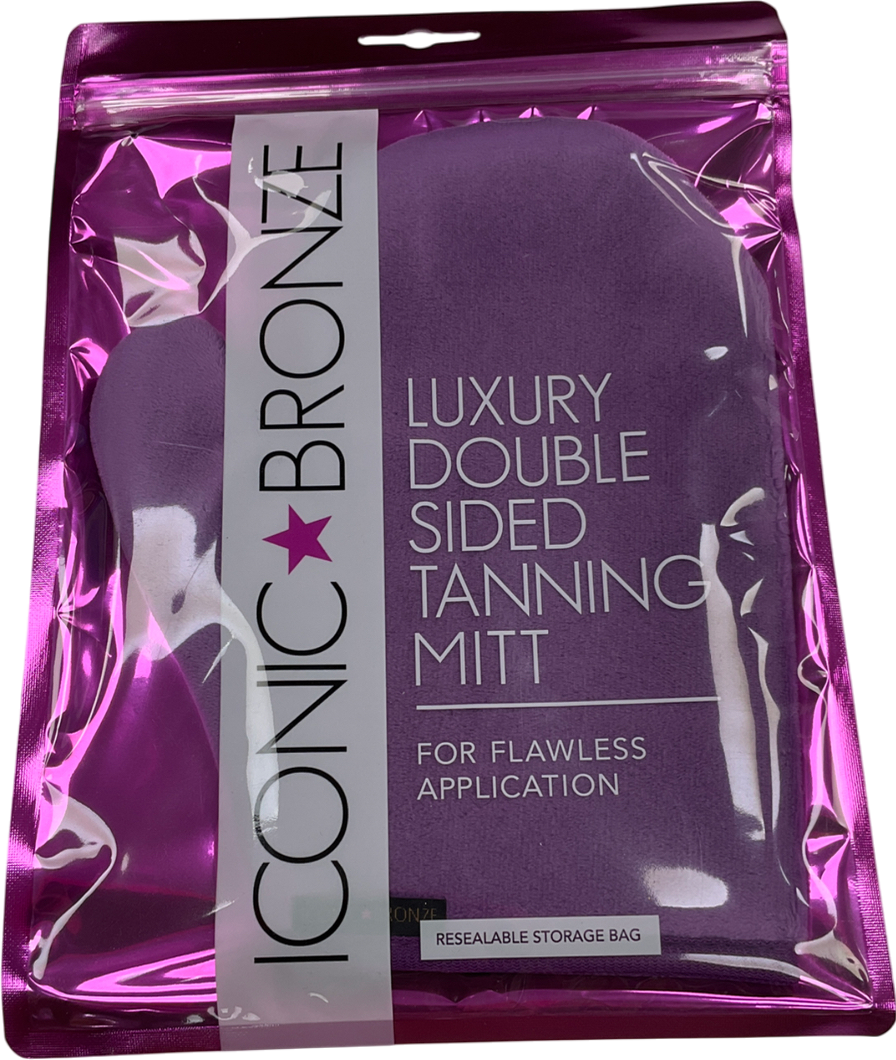 ICONIC★BRONZE
LUXURY
DOUBLE
SIDED
TANNING
MITT
FOR FLAWLESS
APPLICATION
RESEALABLE STORAGE BAG